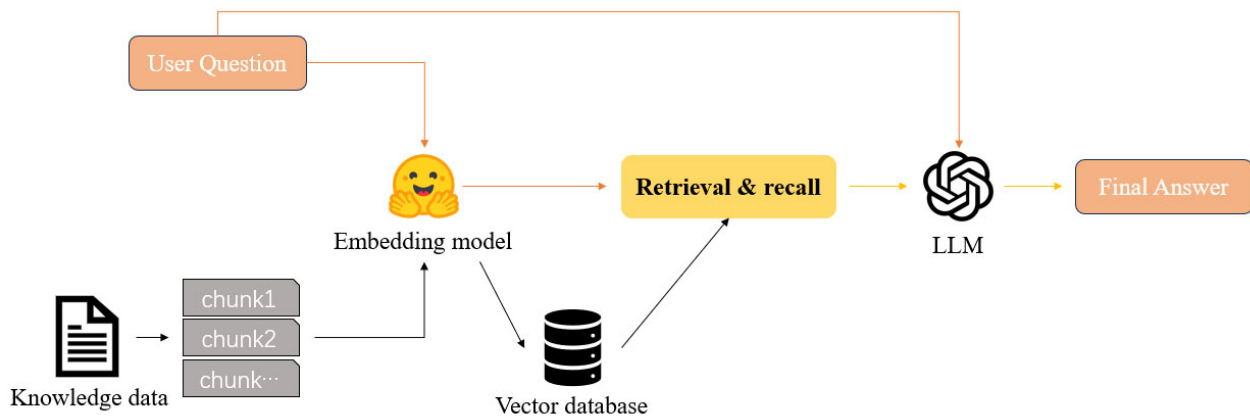 User Question
Retrieval & recall
Final Answer
Embedding model
LLM
chunk1
chunk2
chunk···
Knowledge data
Vector database